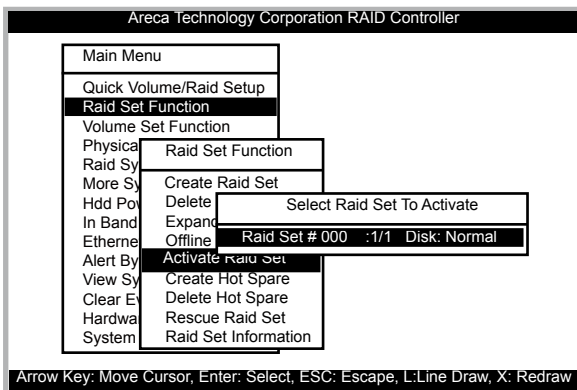 Areca Technology Corporation RAID Controller
Main Menu
Quick Volume/Raid Setup
Raid Set Function
Volume Set Function
Physica
Raid Sy
More Sy
Hdd Pow
In Band
Etherne
Alert By
View Sy
Clear Ev
Hardwa
System
Raid Set Function
Create Raid Set
Delete
Expand
Offline
Activate Raid Set
Create Hot Spare
Delete Hot Spare
Rescue Raid Set
Raid Set Information
Select Raid Set To Activate
Raid Set # 000 :1/1 Disk: Normal
Arrow Key: Move Cursor, Enter: Select, ESC: Escape, L:Line Draw, X: Redraw